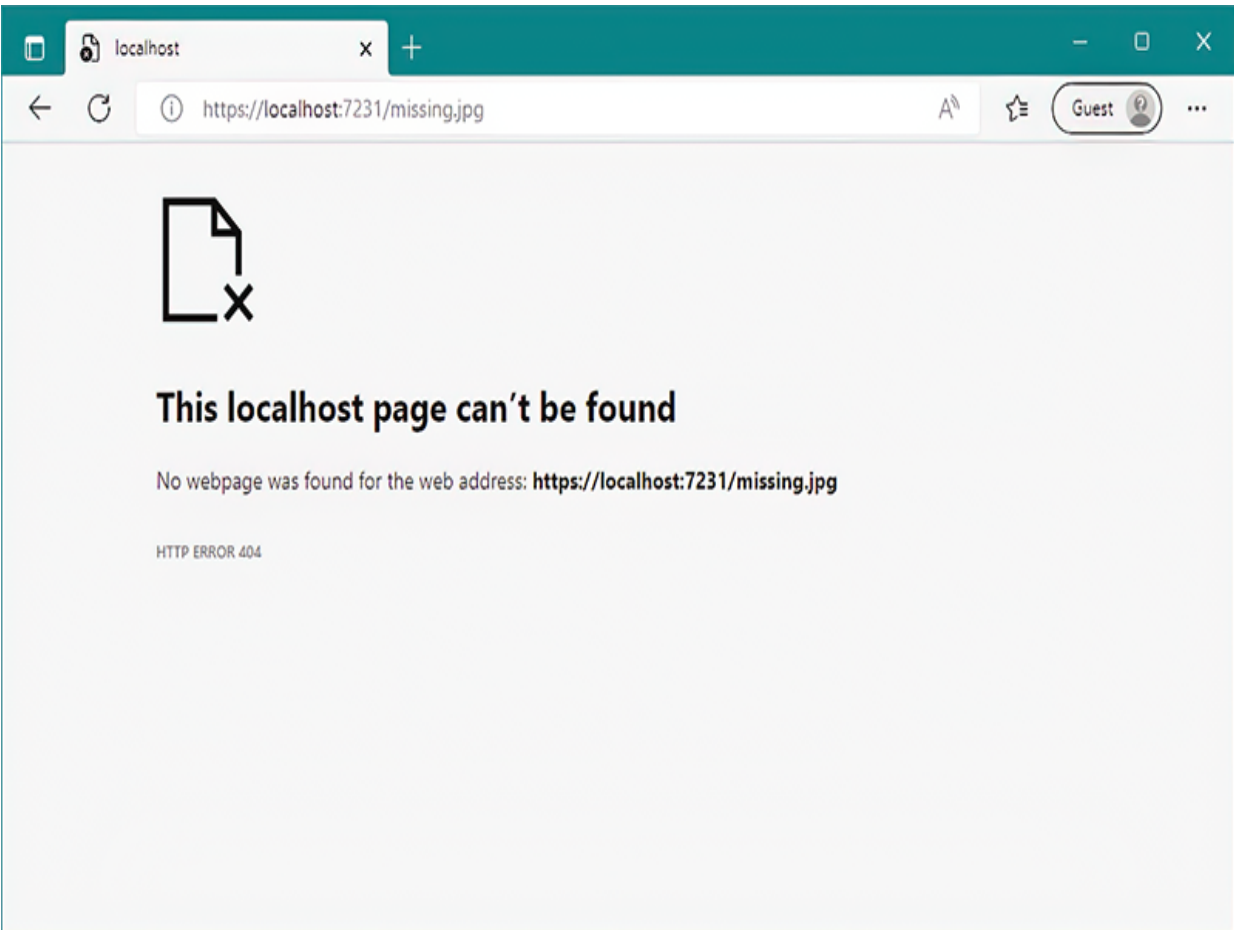 localhost
https://localhost:7231/missing.jpg
Guest
This localhost page can't be found
No webpage was found for the web address: https://localhost:7231/missing.jpg
HTTP ERROR 404